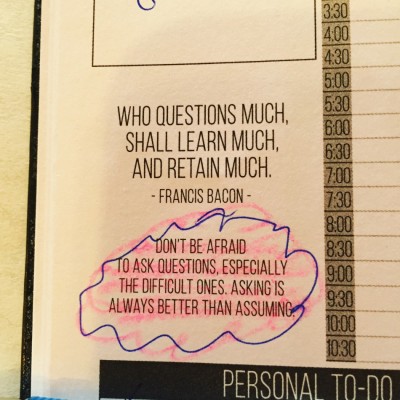 3:30
4:00
4:30
5:00
5:30
6:00
6:30
7:00
7:30
8:00
8:30
9:00
9:30
10:00
10:30
WHO QUESTIONS MUCH,
SHALL LEARN MUCH,
AND RETAIN MUCH.
- FRANCIS BACON -
DON'T BE AFRAID
TO ASK QUESTIONS, ESPECIALLY
THE DIFFICULT ONES. ASKING IS
ALWAYS BETTER THAN ASSUMING.
PERSONAL TO-DO